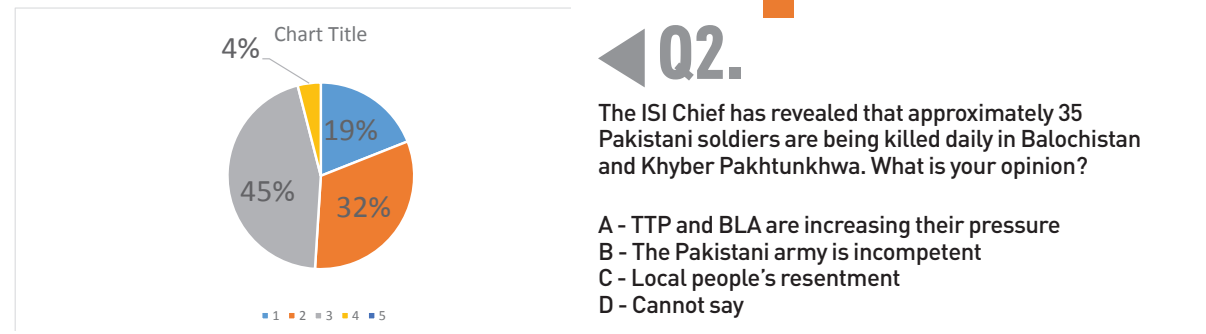 Chart Title
4%
19%
45%
32%
1 2 3 4 5
Q2.
The ISI Chief has revealed that approximately 35
Pakistani soldiers are being killed daily in Balochistan
and Khyber Pakhtunkhwa. What is your opinion?
A - TTP and BLA are increasing their pressure
B - The Pakistani army is incompetent
C - Local people's resentment
D - Cannot say